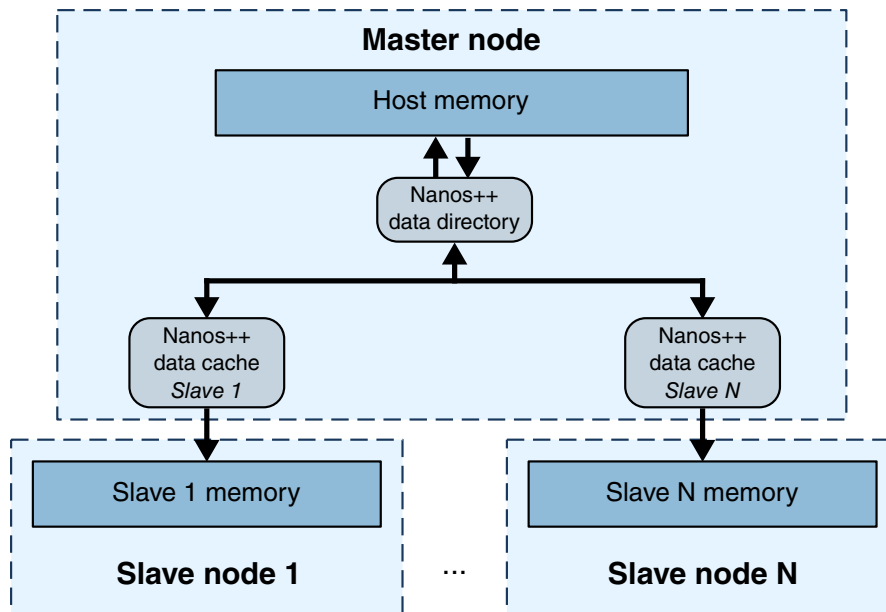 Master node
Host memory
Nanos++
data directory
Nanos++
data cache
Slave 1
Nanos++
data cache
Slave N
Slave 1 memory
Slave N memory
Slave node 1
...
Slave node N